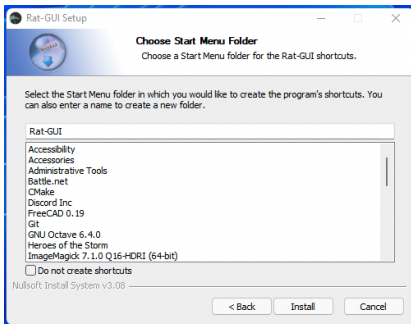 Rat-GUI Setup
Choose Start Menu Folder
Choose a Start Menu folder for the Rat-GUI shortcuts.
Select the Start Menu folder in which you would like to create the program's shortcuts. You
can also enter a name to create a new folder.
Rat-GUI
Accessibility
Accessories
Administrative Tools
Battle.net
CMake
Discord Inc
FreeCAD 0.19
Git
GNU Octave 6.4.0
Heroes of the Storm
ImageMagick 7.1.0 Q16-HDRI (64-bit)
Do not create shortcuts
Nullsoft Install System v3.08
< Back Install Cancel